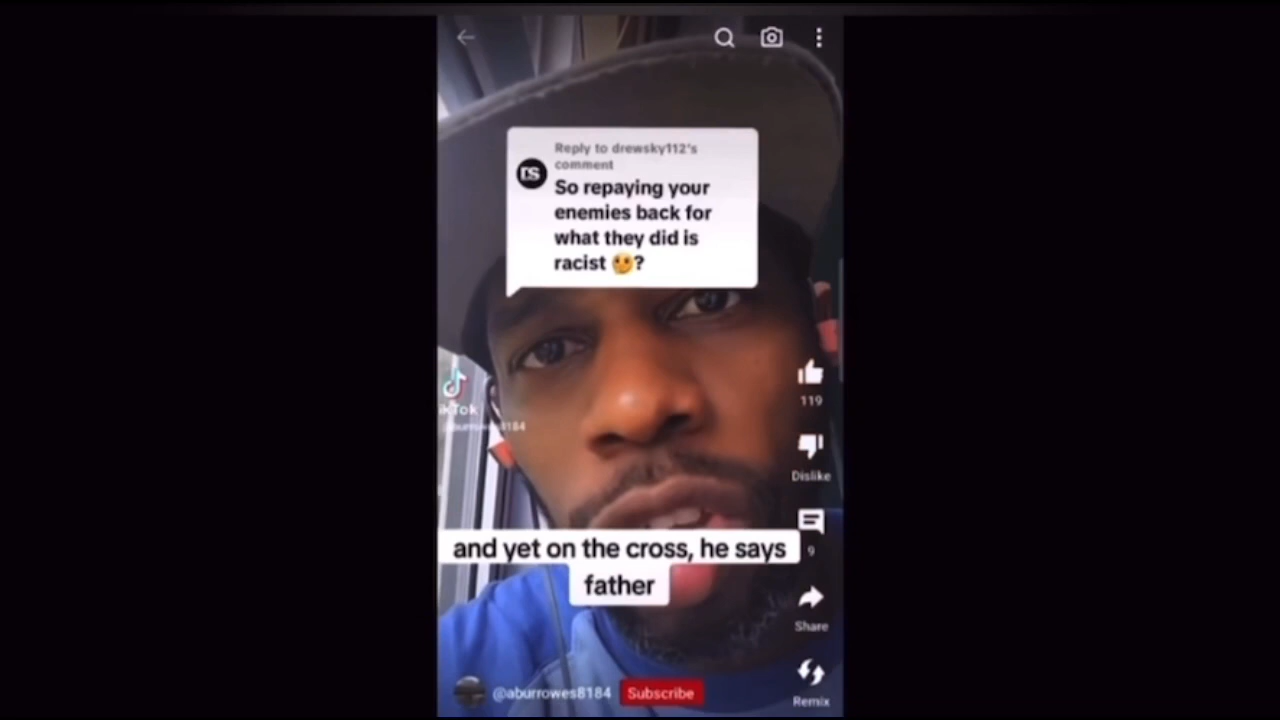 Reply to drewsky112's
comment
So repaying your
enemies back for
what they did is
racist 🤔?
119
Dislike
and yet on the cross, he says
father
9
Share
@aburrowes8184
Subscribe
Remix